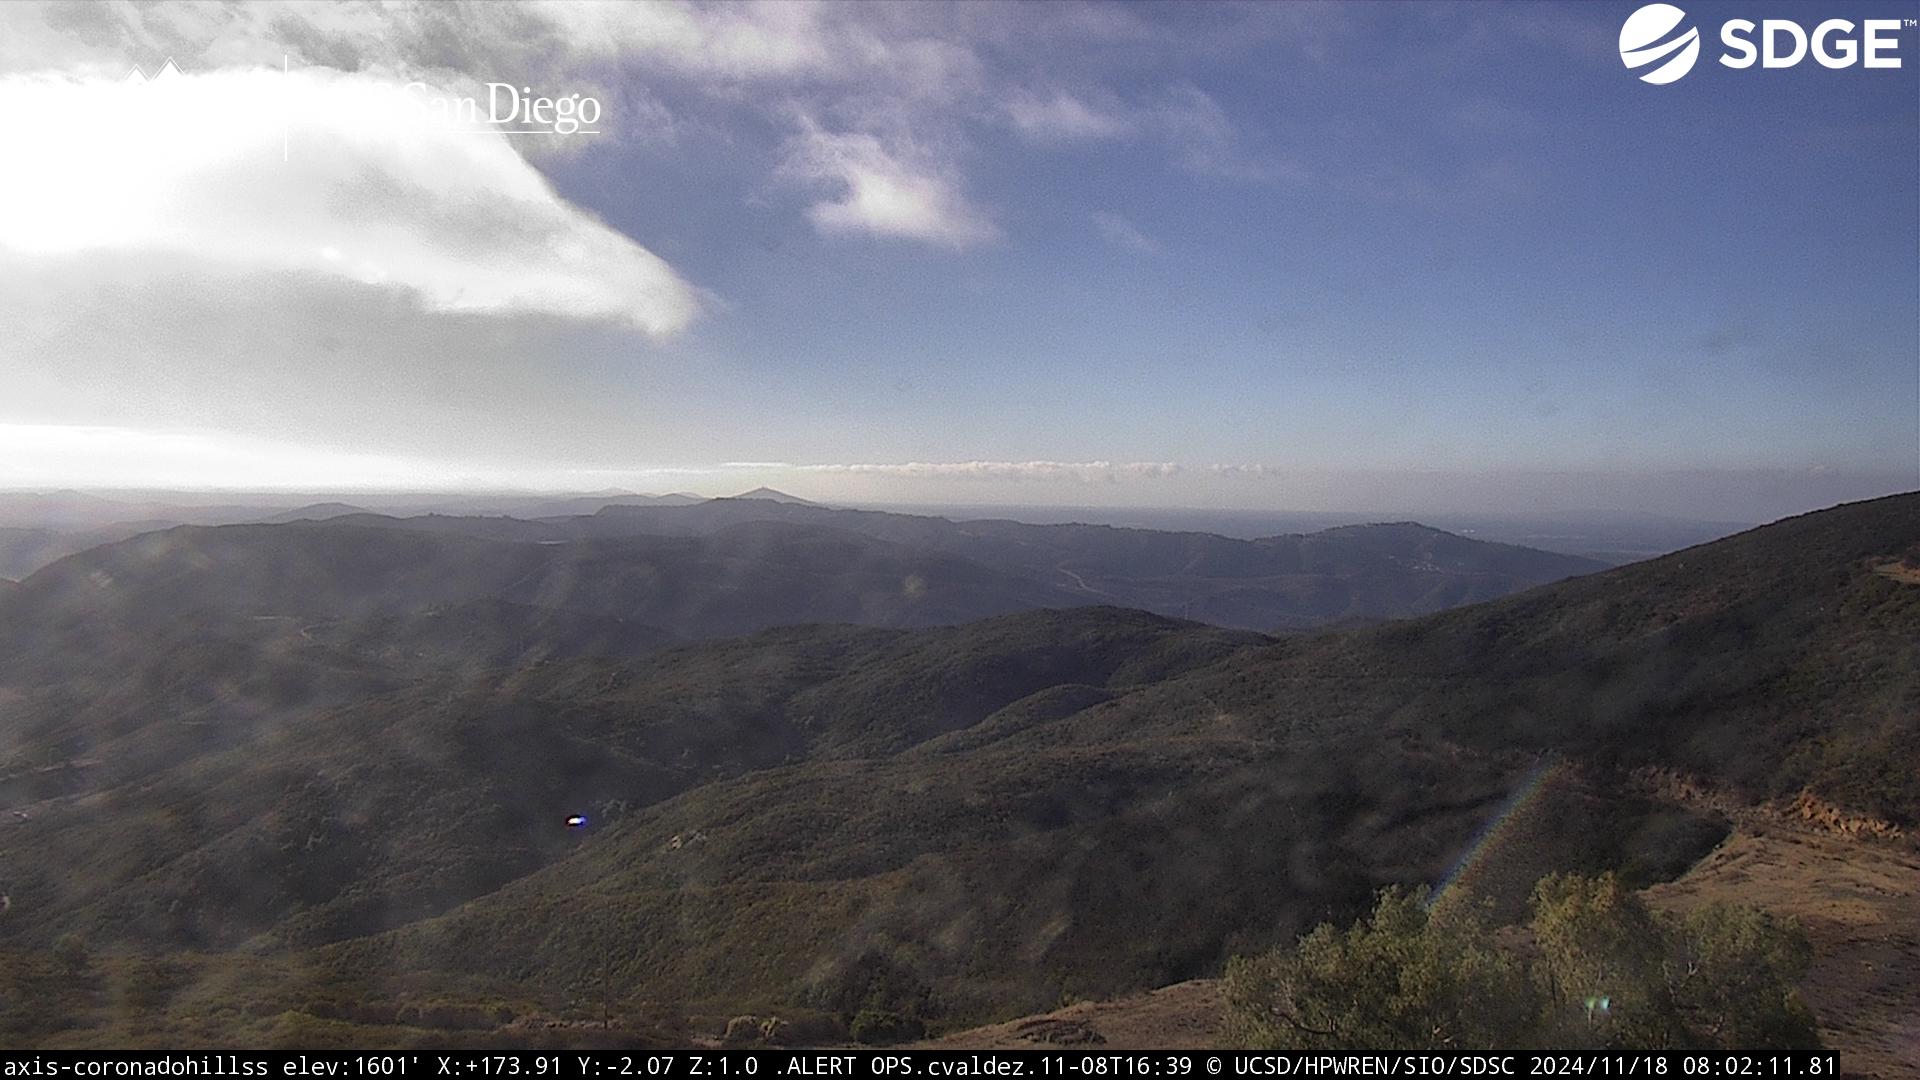 SDGE™
San Diego
axis-coronadohillss elev:1601' X:+173.91 Y:-2.07 Z:1.0 .ALERT OPS.cvaldez.11-08T16:39 © UCSD/HPWREN/SIO/SDSC 2024/11/18 08:02:11.81